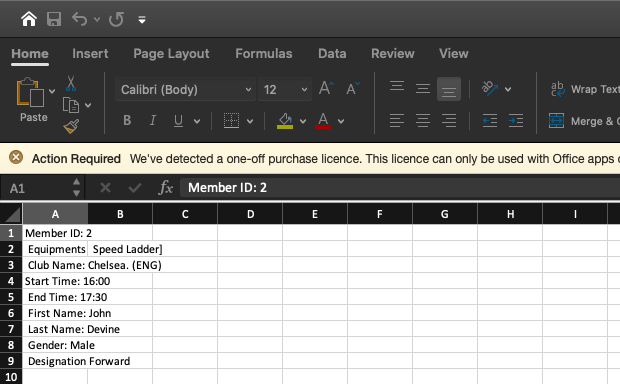 Home Insert Page Layout Formulas Data Review View
Paste
Calibri (Body) 12 A A
B I U A
ab Wrap Text
Merge &
Action Required We've detected a one-off purchase licence. This licence can only be used with Office apps
A1 fx Member ID: 2
A B C D E F G H I
1 Member ID: 2
2 Equipments Speed Ladder]
3 Club Name: Chelsea. (ENG)
4 Start Time: 16:00
5 End Time: 17:30
6 First Name: John
7 Last Name: Devine
8 Gender: Male
9 Designation Forward
10